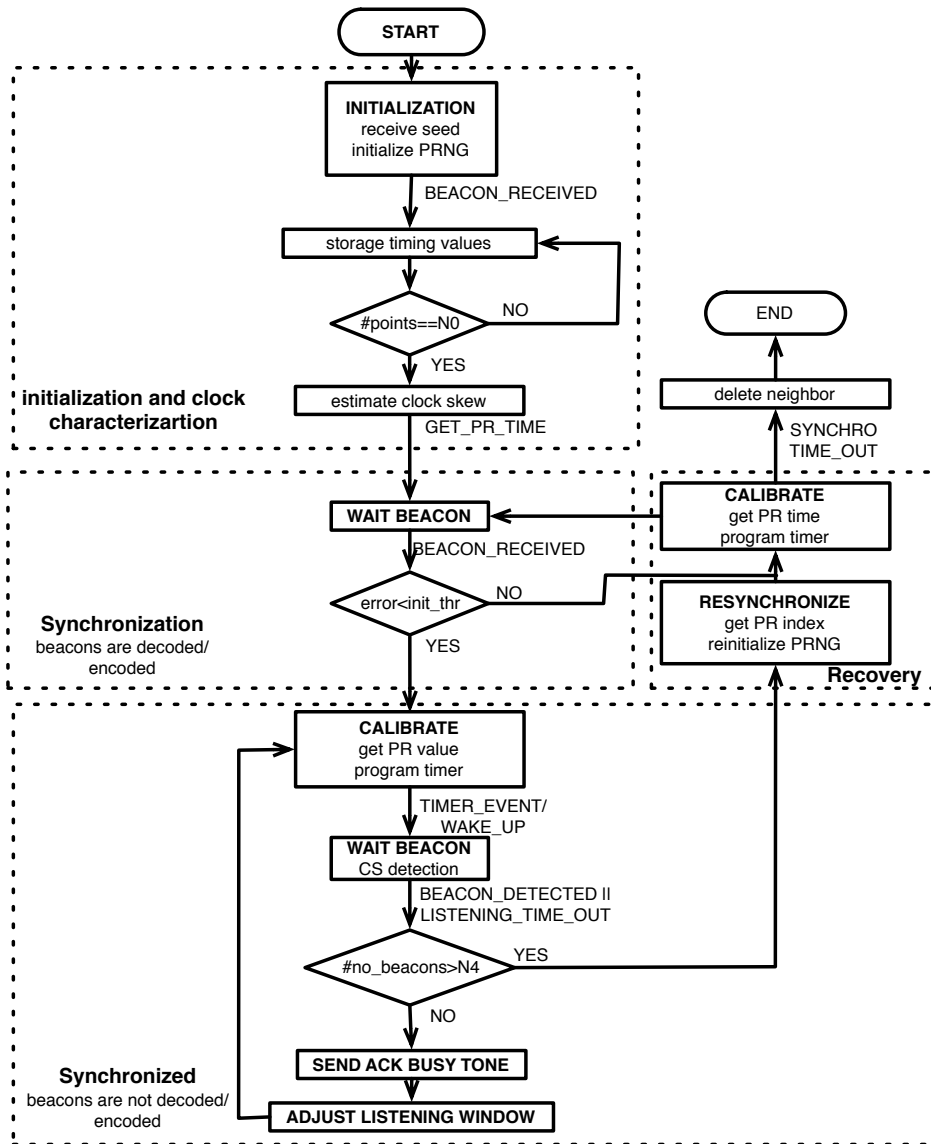 START
INITIALIZATION
receive seed
initialize PRNG
BEACON_RECEIVED
storage timing values
#points==N0
NO
YES
estimate clock skew
GET_PR_TIME
initialization and clock
characterizartion
END
delete neighbor
SYNCHRO
TIME_OUT
CALIBRATE
get PR time
program timer
RESYNCHRONIZE
get PR index
reinitialize PRNG
Recovery
WAIT BEACON
BEACON_RECEIVED
error<init_thr
NO
YES
Synchronization
beacons are decoded/
encoded
CALIBRATE
get PR value
program timer
TIMER_EVENT/
WAKE_UP
WAIT BEACON
CS detection
BEACON_DETECTED ||
LISTENING_TIME_OUT
#no_beacons>N4
YES
NO
SEND ACK BUSY TONE
ADJUST LISTENING WINDOW
Synchronized
beacons are not decoded/
encoded